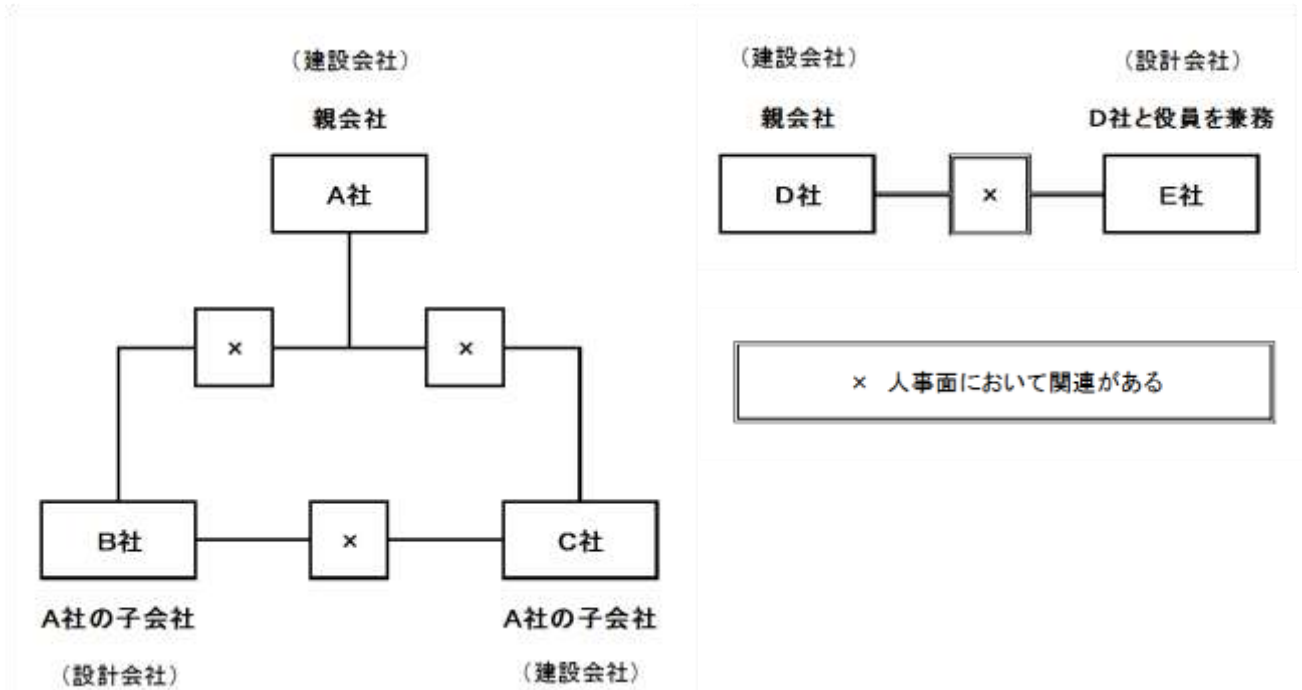 （建設会社）
親会社
A社
×
×
B社
×
C社
A社の子会社
A社の子会社
（設計会社）
（建設会社）
（建設会社）
（設計会社）
親会社
D社と役員を兼務
D社
×
E社
× 人事面において関連がある